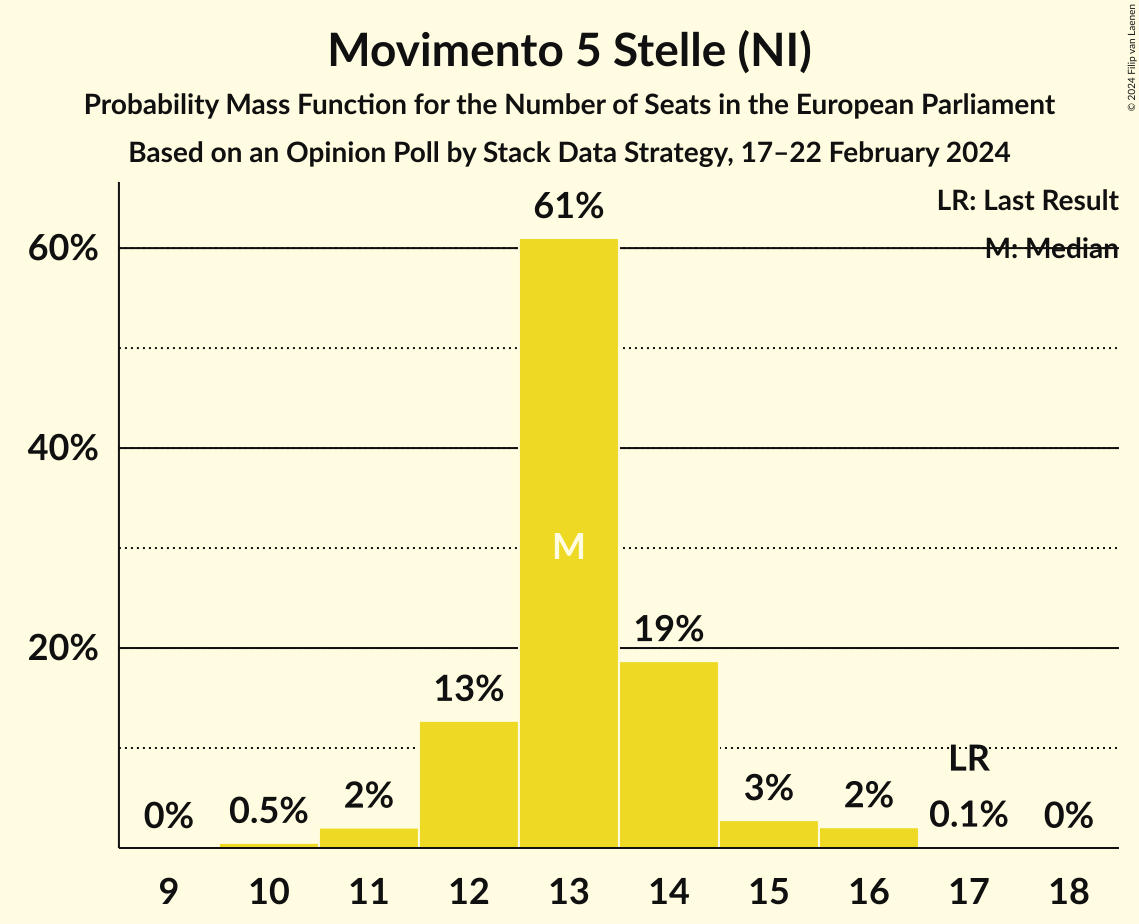 Movimento 5 Stelle (NI)
Probability Mass Function for the Number of Seats in the European Parliament
Based on an Opinion Poll by Stack Data Strategy, 17–22 February 2024
© 2024 Filip van Laenen
LR: Last Result
M: Median
60%
40%
20%
0%
0.5%
2%
13%
61%
M
19%
3%
2%
LR
0.1%
0%
9 10 11 12 13 14 15 16 17 18